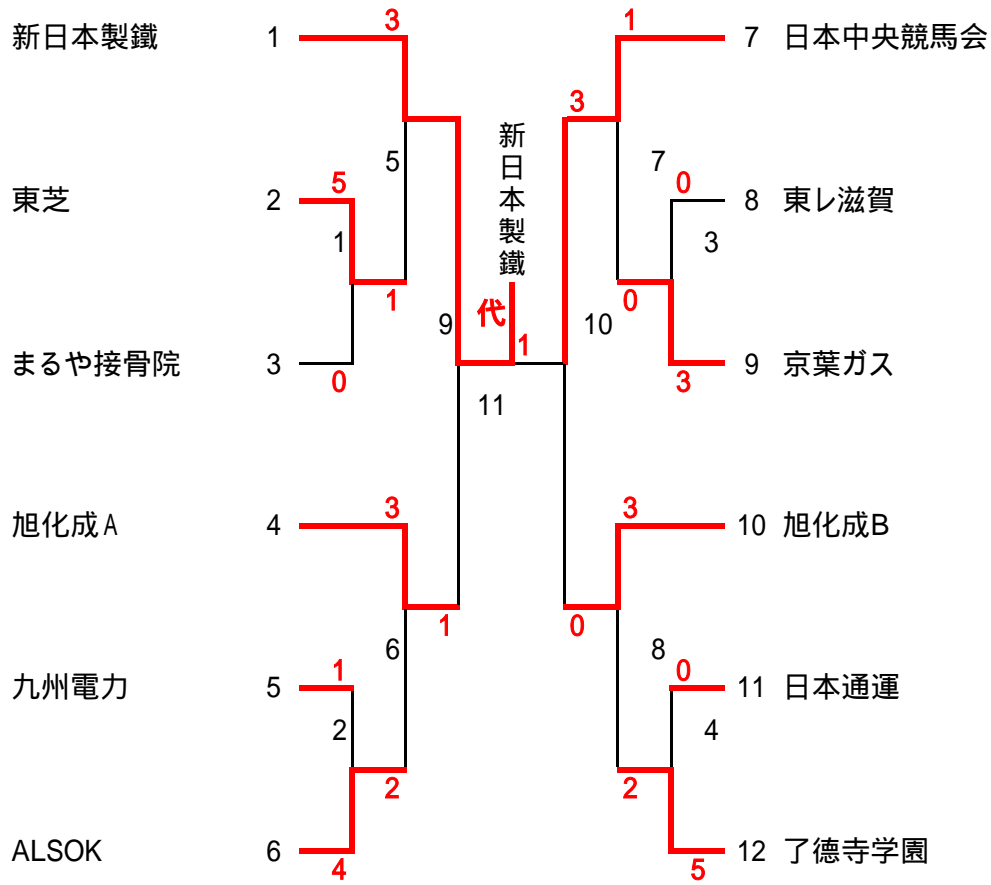 新日本製鐵 1 3 1 7 日本中央競馬会
3
新日本製鐵
5 7
東芝 2 5 0 8 東レ滋賀
1 3
1 0
9 代 1 10
まるや接骨院 3 0 3 9 京葉ガス
11
旭化成A 4 3 3 10 旭化成B
1 0
6 8
九州電力 5 1 0 11 日本通運
2 4
2 2
ALSOK 6 4 5 12 了德寺学園